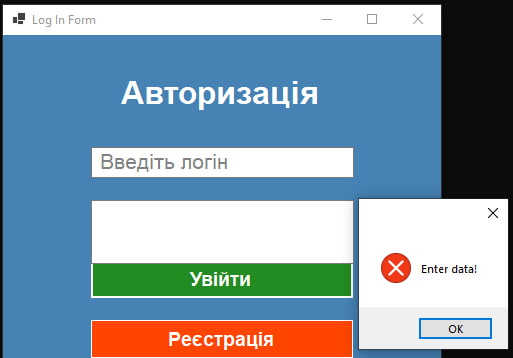 Log In Form
Авторизація
Введіть логін
Увійти
Реєстрація
Enter data!
OK